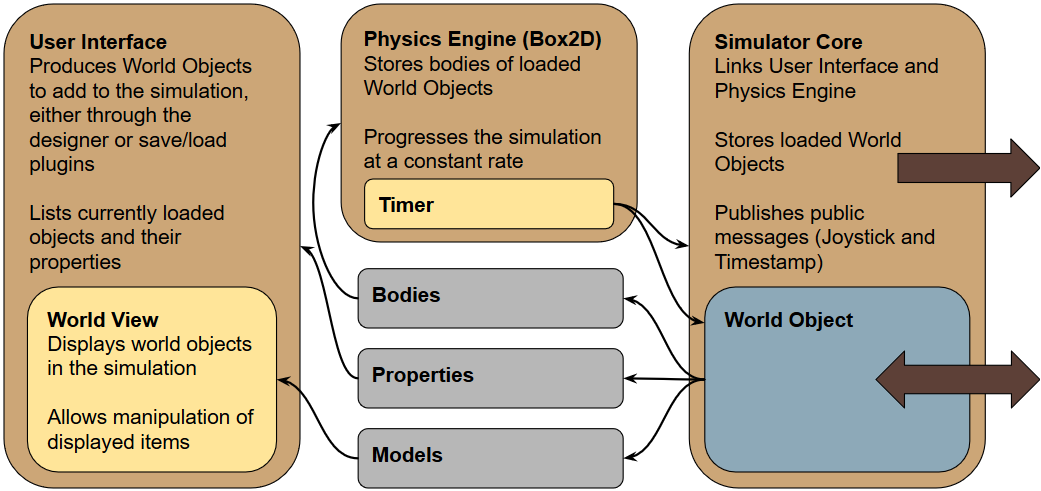 User Interface
Produces World Objects
to add to the simulation,
either through the
designer or save/load
plugins
Lists currently loaded
objects and their
properties
World View
Displays world objects
in the simulation
Allows manipulation of
displayed items
Physics Engine (Box2D)
Stores bodies of loaded
World Objects
Progresses the simulation
at a constant rate
Timer
Bodies
Properties
Models
Simulator Core
Links User Interface and
Physics Engine
Stores loaded World
Objects
Publishes public
messages (Joystick and
Timestamp)
World Object